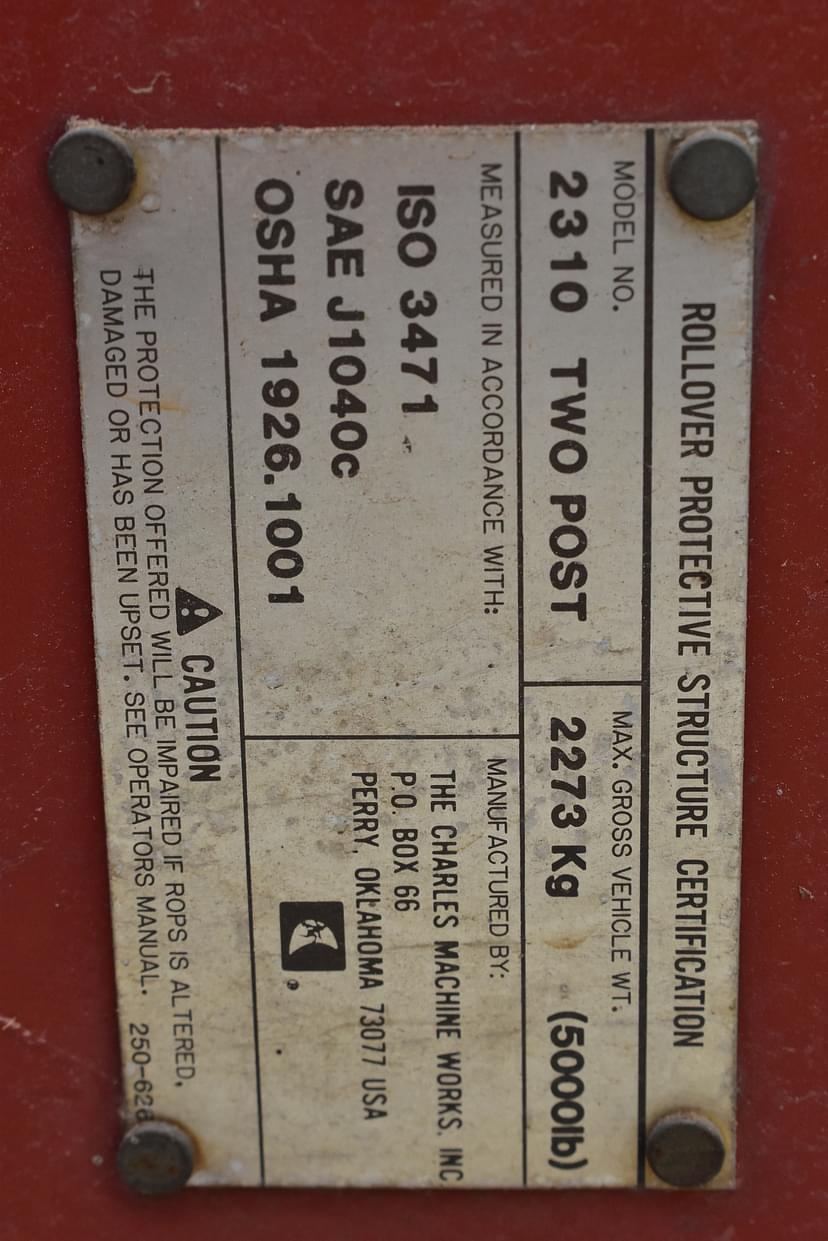 ROLLOVER PROTECTIVE STRUCTURE CERTIFICATION
MODEL NO.
2310 TWO POST
MAX. GROSS VEHICLE WT.
2273 Kg (5000lb)
MEASURED IN ACCORDANCE WITH:
ISO 3471
SAE J1040c
OSHA 1926.1001
MANUFACTURED BY:
THE CHARLES MACHINE WORKS, INC
P.O. BOX 66
PERRY, OKLAHOMA 73077 USA
CAUTION
THE PROTECTION OFFERED WILL BE IMPAIRED IF ROPS IS ALTERED,
DAMAGED OR HAS BEEN UPSET. SEE OPERATORS MANUAL.